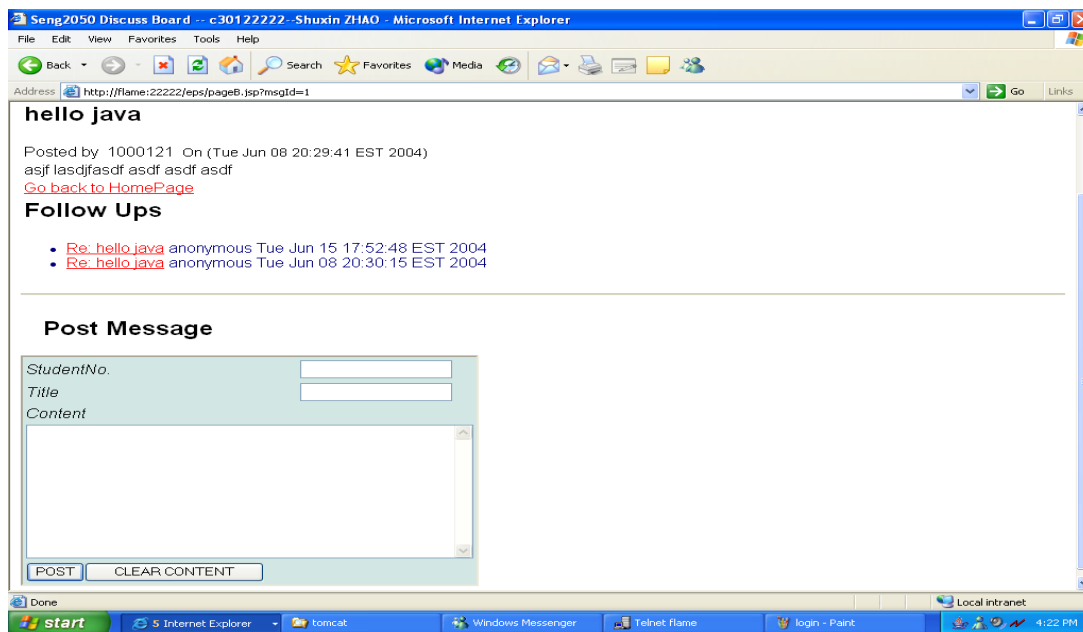 Seng2050 Discuss Board -- c30122222--Shuxin ZHAO - Microsoft Internet Explorer
File Edit View Favorites Tools Help
Back Search Favorites Media
Address http://flame:22222/eps/pageB.jsp?msgId=1 Go Links
hello java
Posted by 1000121 On (Tue Jun 08 20:29:41 EST 2004)
asjf lasdjfasdf asdf asdf asdf
Go back to HomePage
Follow Ups
Re: hello java anonymous Tue Jun 15 17:52:48 EST 2004
Re: hello java anonymous Tue Jun 08 20:30:15 EST 2004
Post Message
StudentNo.
Title
Content
POST CLEAR CONTENT
Done Local intranet
start 5 Internet Explorer tomcat Windows Messenger Telnet flame login - Paint 4:22 PM